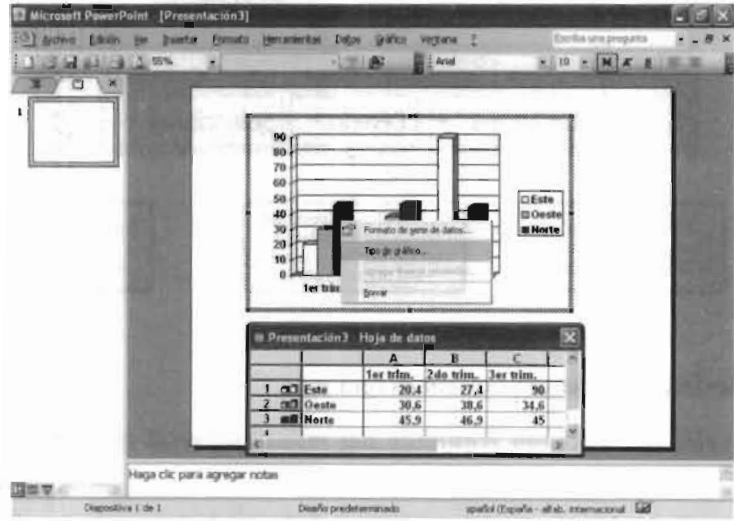 Microsoft PowerPoint - [Presentación3]
Archivo Edición Ver Insertar Formato Herramientas Datos Gráfico Ventana ? Escriba una pregunta
55% Arial 10 N K S
1
90
80
70
60
50
40
30
20
10
0
1er trim
Este
Oeste
Norte
Formato de serie de datos...
Tipo de gráfico...
Borrar
Presentación3 Hoja de datos
A B C
1er trim. 2do trim. 3er trim.
1 Este 20,4 27,4 90
2 Oeste 30,6 38,6 34,6
3 Norte 45,9 46,9 45
4
Haga clic para agregar notas
Diapositiva 1 de 1 Diseño predeterminado español (España - alfab. internacional